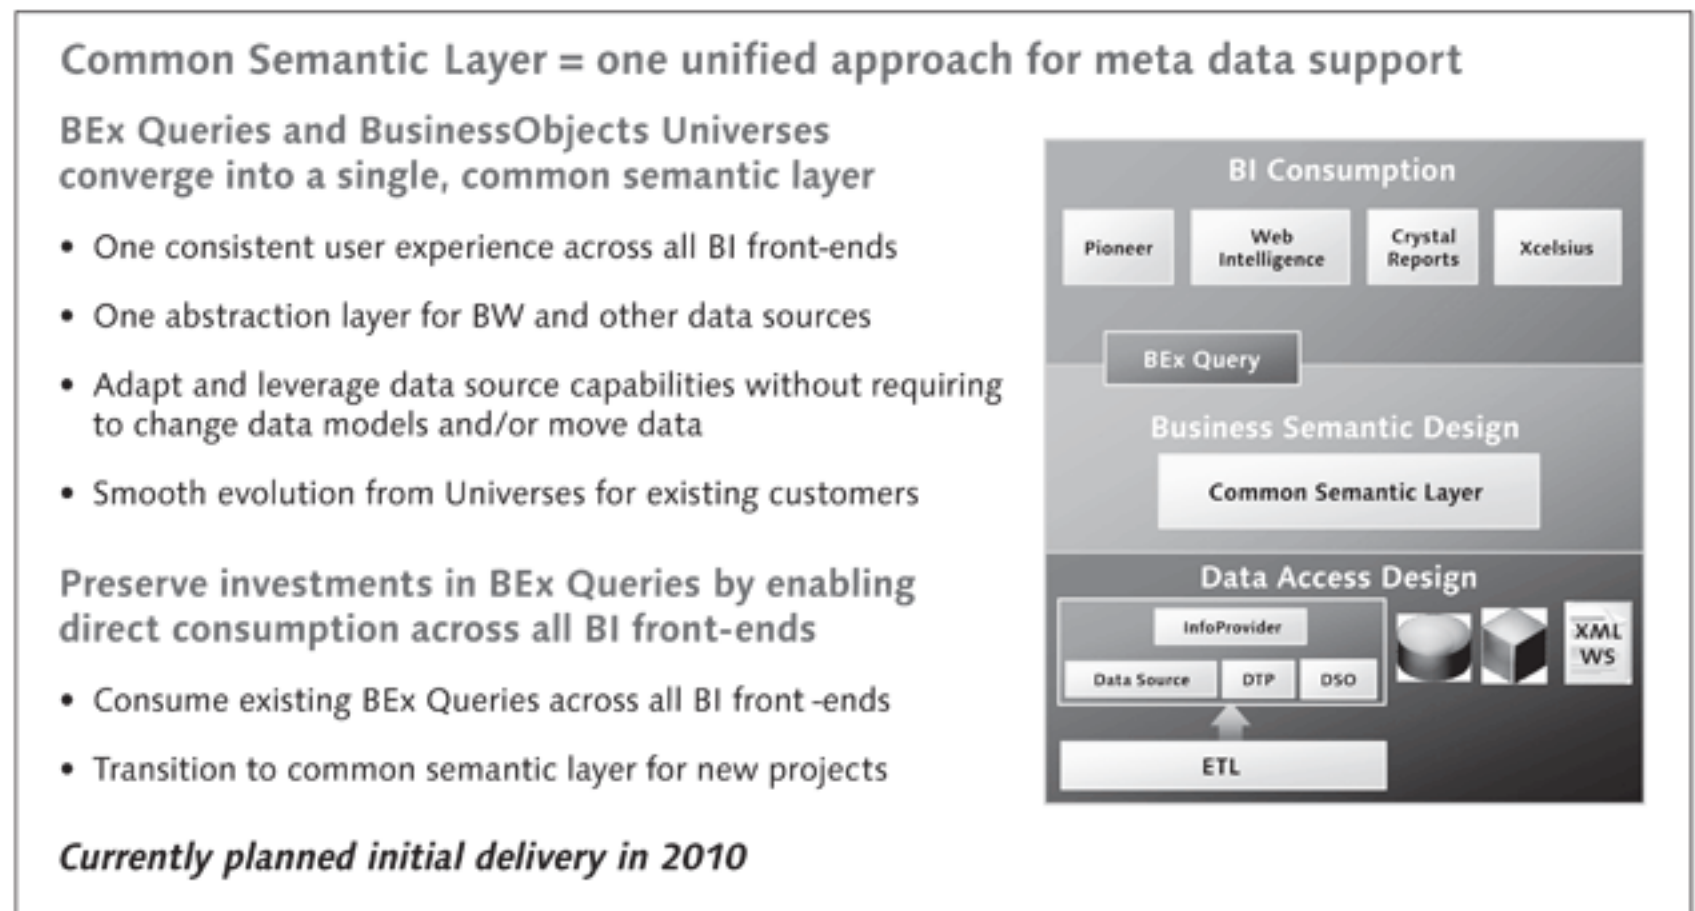 Common Semantic Layer = one unified approach for meta data support
BEx Queries and BusinessObjects Universes
converge into a single, common semantic layer
• One consistent user experience across all BI front-ends
• One abstraction layer for BW and other data sources
• Adapt and leverage data source capabilities without requiring
to change data models and/or move data
• Smooth evolution from Universes for existing customers
Preserve investments in BEx Queries by enabling
direct consumption across all BI front-ends
• Consume existing BEx Queries across all BI front -ends
• Transition to common semantic layer for new projects
Currently planned initial delivery in 2010
BI Consumption
Pioneer
Web
Intelligence
Crystal
Reports
Xcelsius
BEx Query
Business Semantic Design
Common Semantic Layer
Data Access Design
InfoProvider
Data Source
DTP
DSO
XML
WS
ETL